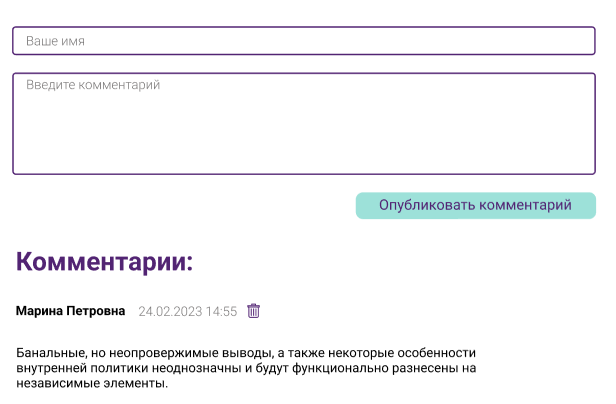 Ваше имя
Введите комментарий
Опубликовать комментарий
Комментарии:
Марина Петровна 24.02.2023 14:55
Банальные, но неопровержимые выводы, а также некоторые особенности
внутренней политики неоднозначны и будут функционально разнесены на
независимые элементы.